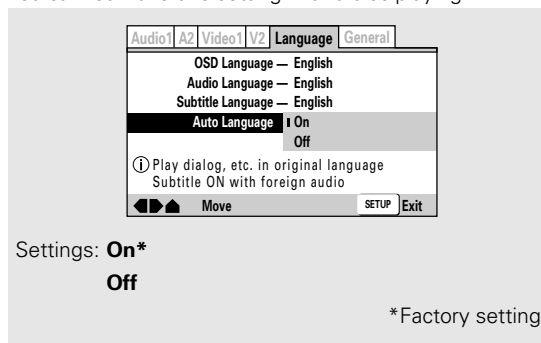 Audio1 A2 Video1 V2 Language General
OSD Language — English
Audio Language — English
Subtitle Language — English
Auto Language On
Off
i Play dialog, etc. in original language
Subtitle ON with foreign audio
Move SETUP Exit
Settings: On*
Off
*Factory setting